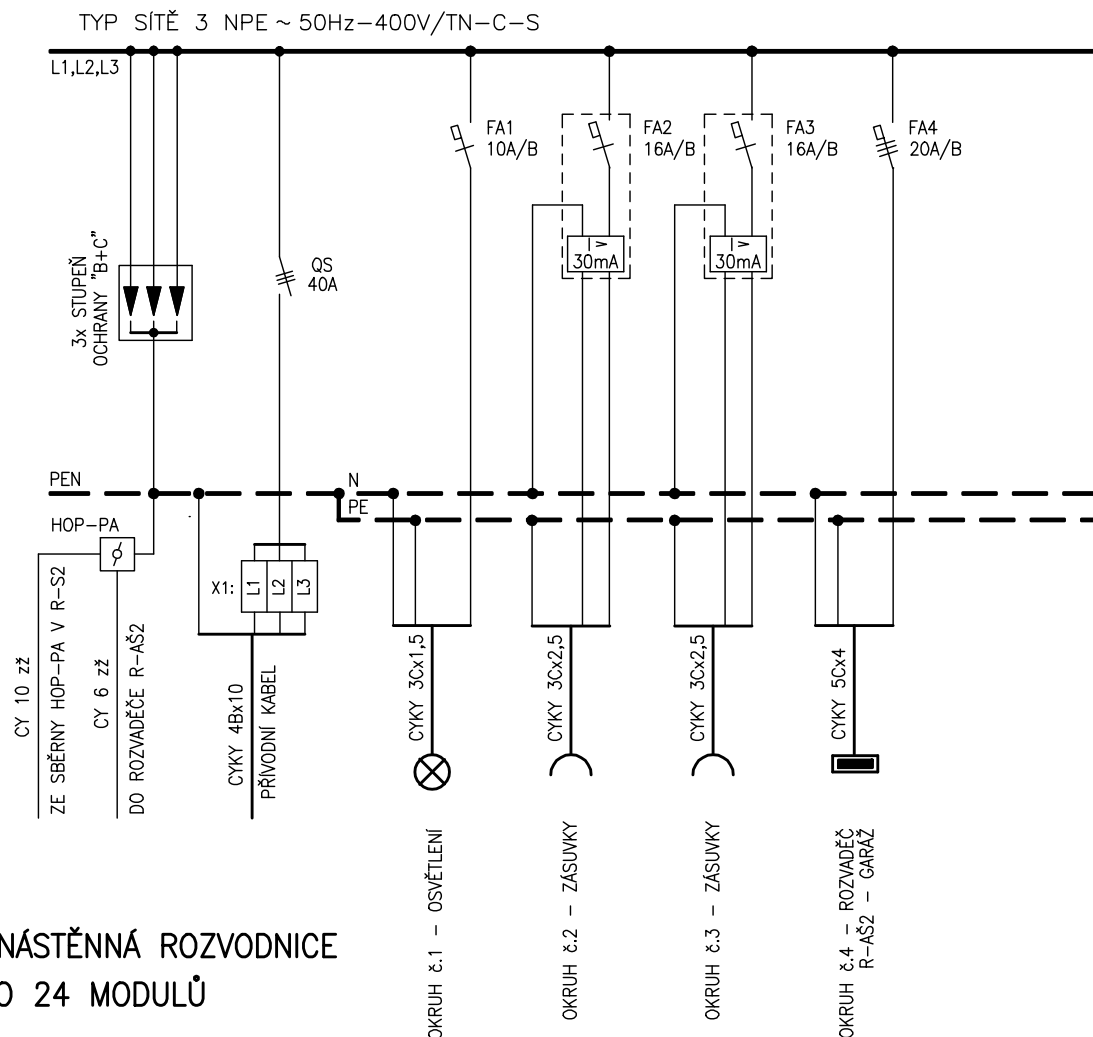 TYP SÍTĚ 3 NPE ~ 50Hz-400V/TN-C-S
L1,L2,L3
FA1
10A/B
FA2
16A/B
FA3
16A/B
FA4
20A/B
I >
30mA
I >
30mA
3x STUPEŇ
OCHRANY "B+C"
QS
40A
PEN
N
PE
HOP-PA
X1:
L1
L2
L3
CY 10 zž
ZE SBĚRNY HOP-PA V R-S2
CY 6 zž
DO ROZVADĚČE R-AŠ2
CYKY 4Bx10
PŘÍVODNÍ KABEL
CYKY 3Cx1,5
CYKY 3Cx2,5
CYKY 3Cx2,5
CYKY 5Cx4
OKRUH č.1 - OSVĚTLENÍ
OKRUH č.2 - ZÁSUVKY
OKRUH č.3 - ZÁSUVKY
OKRUH č.4 - ROZVADĚČ
R-AŠ2 - GARÁŽ
NÁSTĚNNÁ ROZVODNICE
O 24 MODULŮ